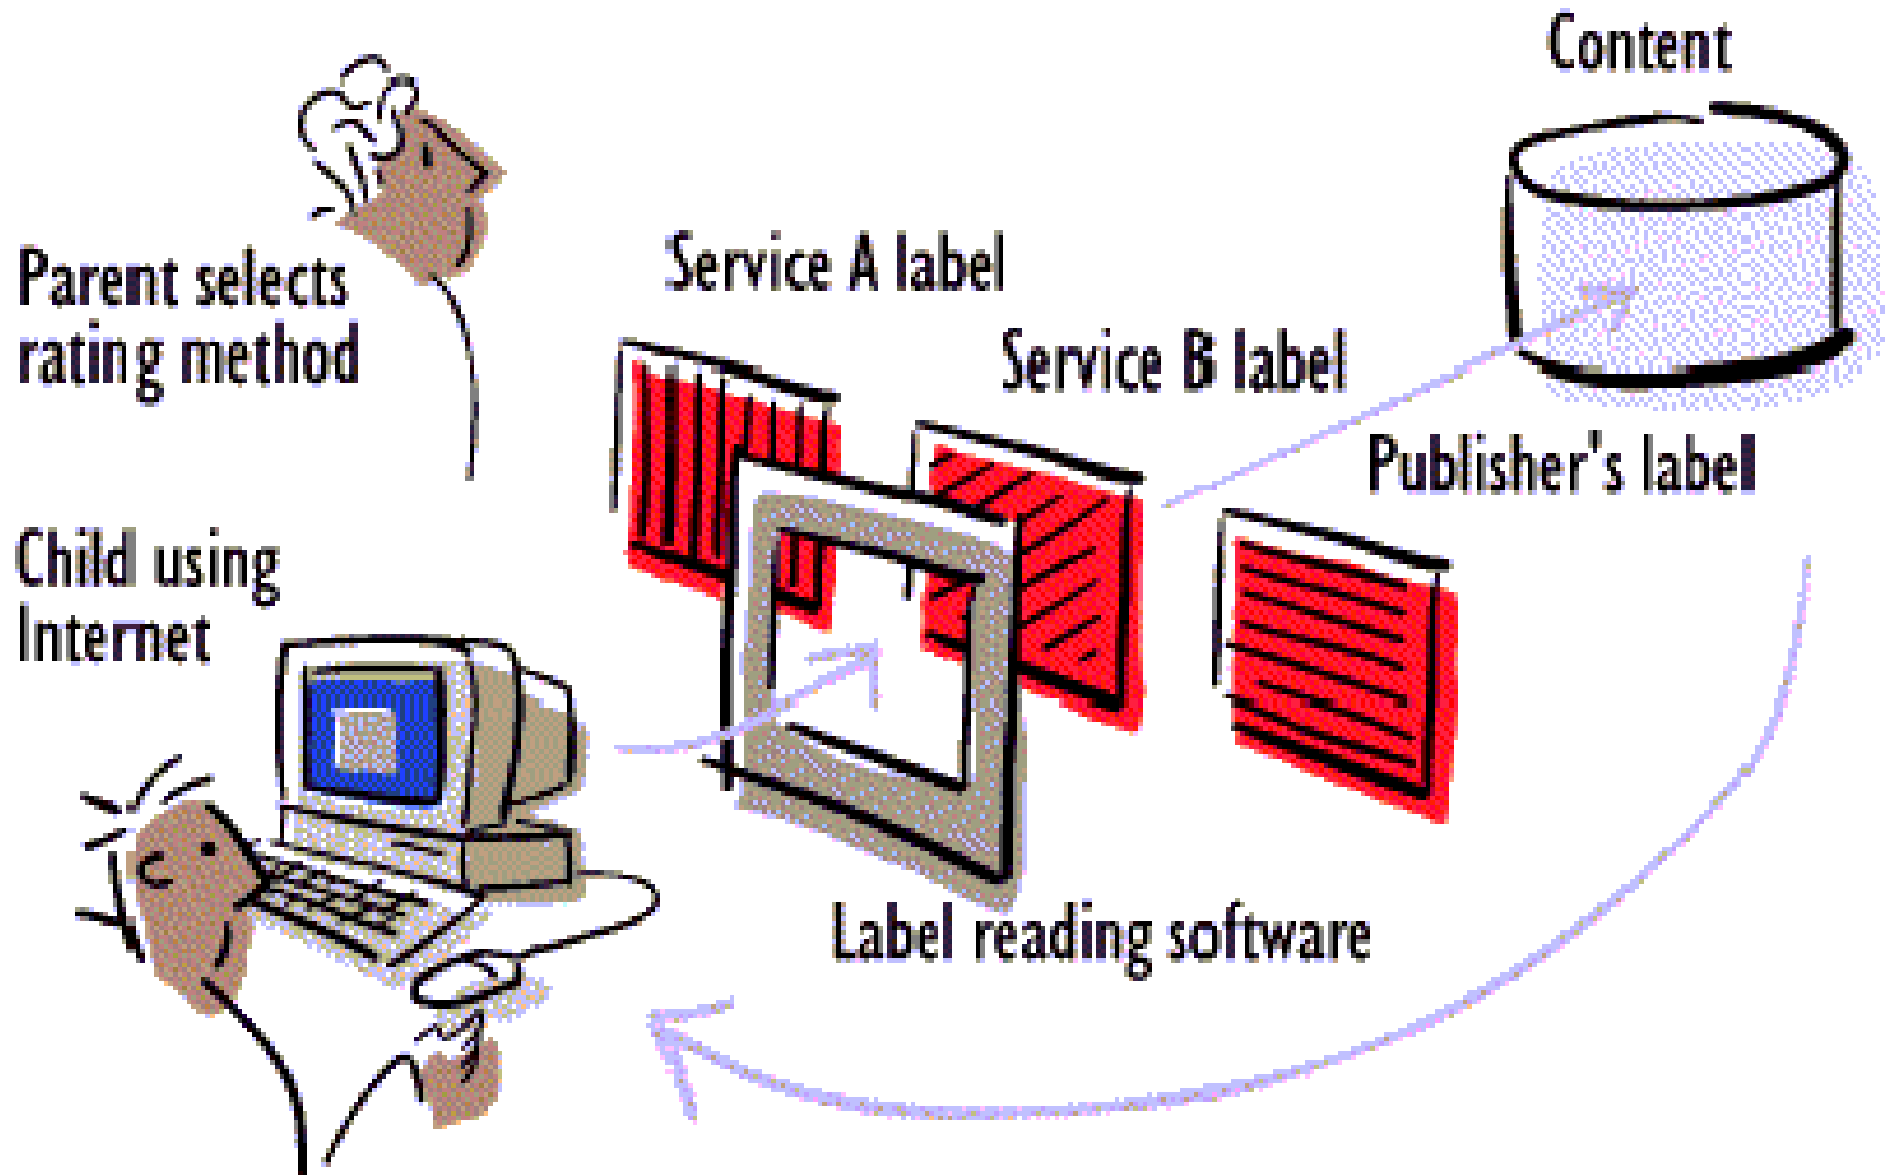 Content
Parent selects
rating method
Service A label
Service B label
Publisher's label
Child using
Internet
Label reading software